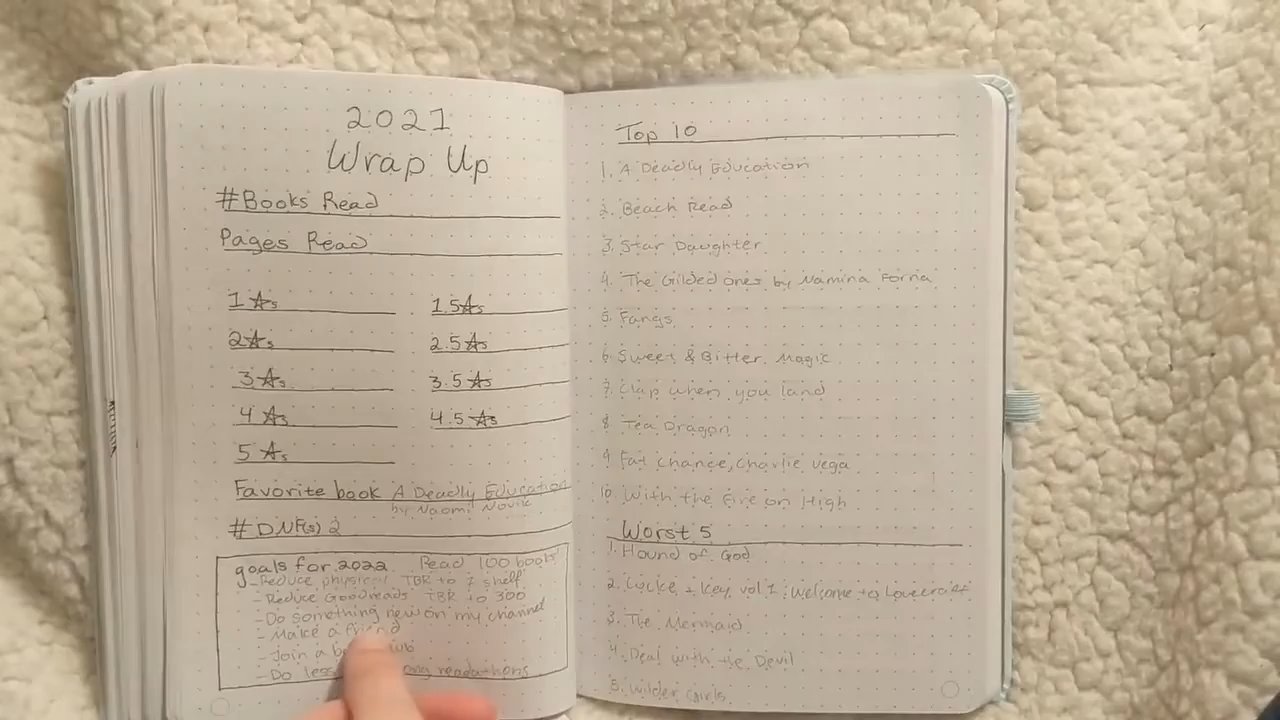 2021
Wrap Up
#Books Read
Pages Read
1 ☆s
1.5☆s
2☆s
2.5☆s
3☆s
3.5☆s
4☆s
4.5☆s
5☆s
Favorite book A Deadly Education
by Naomi Novik
# DNF(s) 2
goals for 2022 Read 100 books
-Reduce physical TBR to 1 shelf
-Reduce Goodreads TBR to 300
-Do something new on my channel
-Make a friend
-Join a
-Do less readathons
Top 10
1. A Deadly Education
2. Beach Read
3. Star Daughter
4. The Gilded ones by Namina Forna
5. Fangs
6. Sweet & Bitter Magic
7. Clap when you land
8. Tea Dragon
9. Fat chance, Charlie Vega
10. With the Fire on High
Worst 5
1. Hound of God
2. Locke + Key vol 1: Welcome to Lovecraft
3. The Mermaid
4. Deal with the Devil
5. Wilder Girls